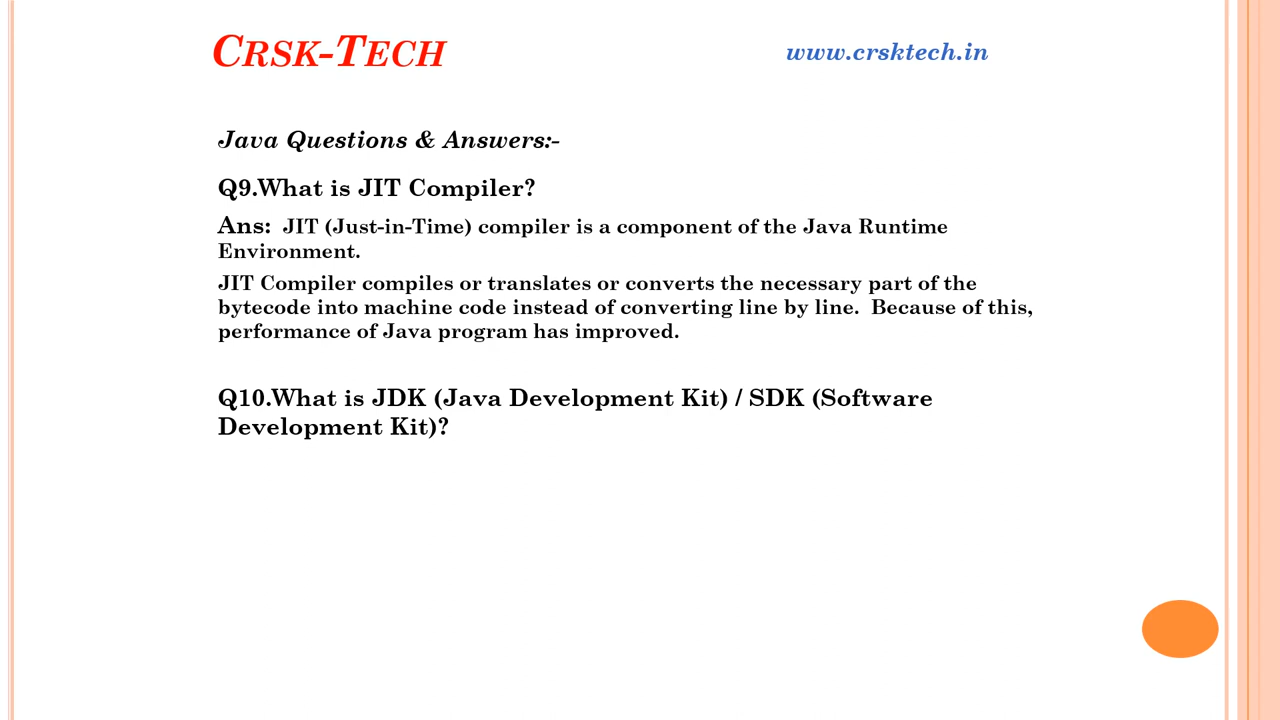 CRSK-TECH
www.crsktech.in
Java Questions & Answers:-
Q9.What is JIT Compiler?
Ans:  JIT (Just-in-Time) compiler is a component of the Java Runtime
Environment.
JIT Compiler compiles or translates or converts the necessary part of the
bytecode into machine code instead of converting line by line.  Because of this,
performance of Java program has improved.
Q10.What is JDK (Java Development Kit) / SDK (Software
Development Kit)?